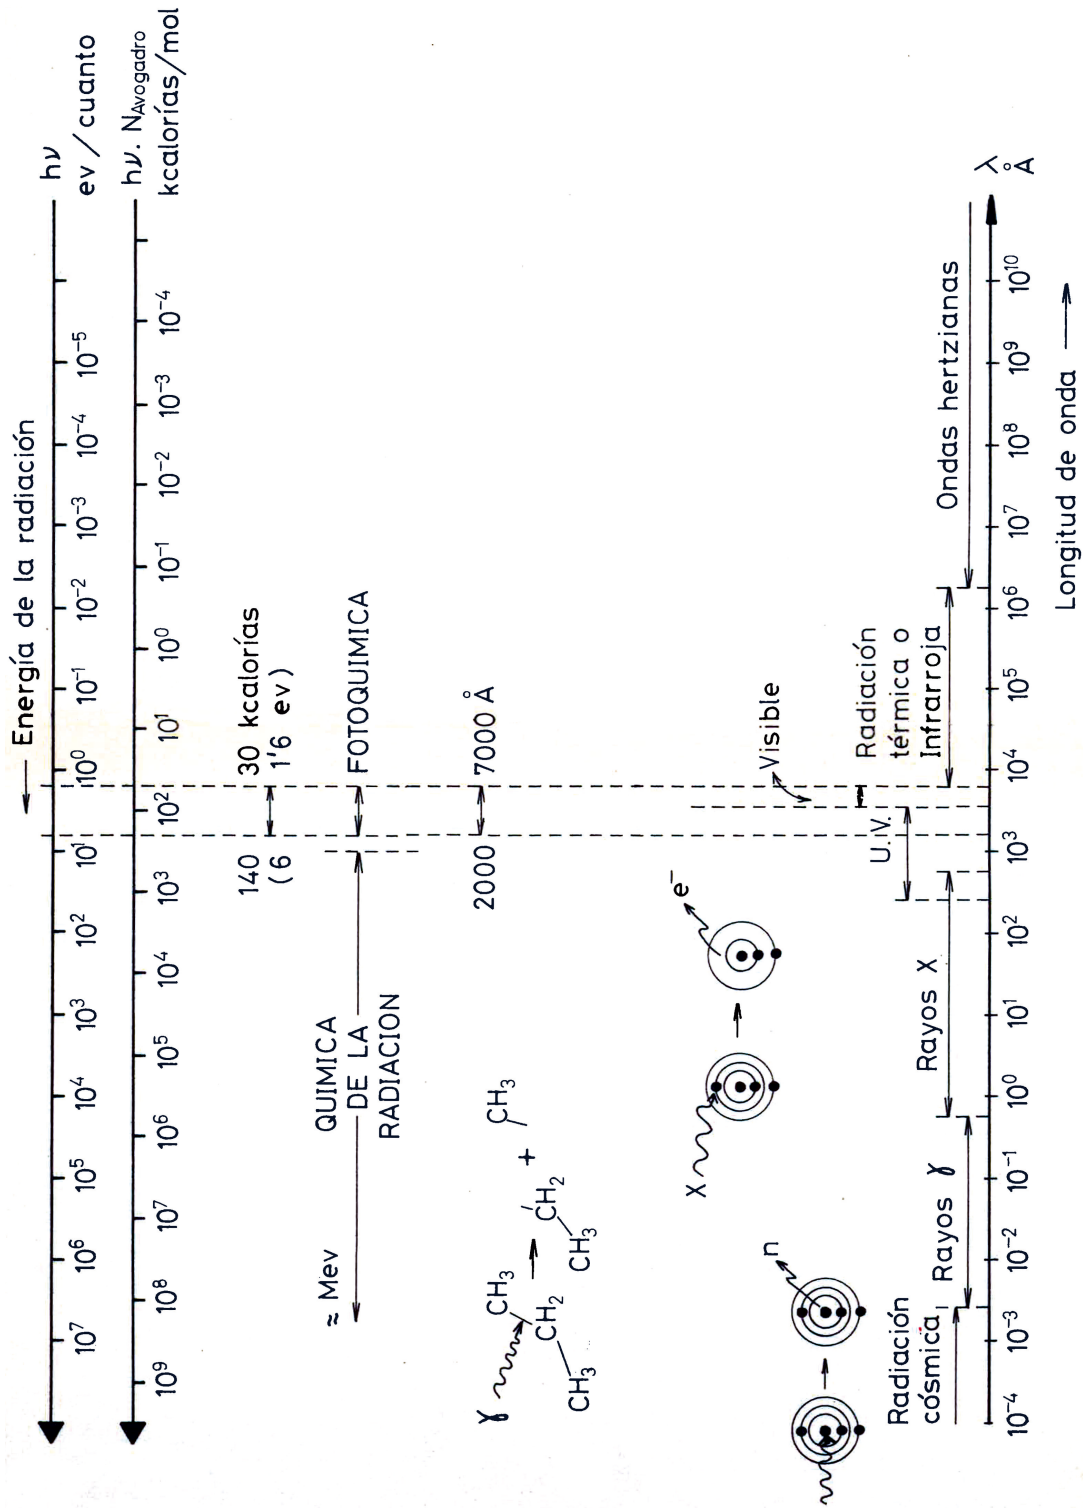 ← Energía de la radiación
hν
ev / cuanto
10⁷ 10⁶ 10⁵ 10⁴ 10³ 10² 10¹ 10⁰ 10⁻¹ 10⁻² 10⁻³ 10⁻⁴ 10⁻⁵
hν. N Avogadro
kcalorías/mol
10⁹ 10⁸ 10⁷ 10⁶ 10⁵ 10⁴ 10³ 10² 10¹ 10⁰ 10⁻¹ 10⁻² 10⁻³ 10⁻⁴
140 30 kcalorías
(6 1'6 ev)
≈ Mev
QUIMICA
DE LA
RADIACION
FOTOQUIMICA
2000 7000 Å
γ
CH₃
CH₂
CH₃
→
CH₂
CH₃
+
CH₃
X
e⁻
n
Visible
U.V.
Radiación
térmica o
Infrarroja
Radiación
cósmica
Rayos γ
Rayos X
Ondas hertzianas
10⁻⁴ 10⁻³ 10⁻² 10⁻¹ 10⁰ 10¹ 10² 10³ 10⁴ 10⁵ 10⁶ 10⁷ 10⁸ 10⁹ 10¹⁰
λ
Å
Longitud de onda →